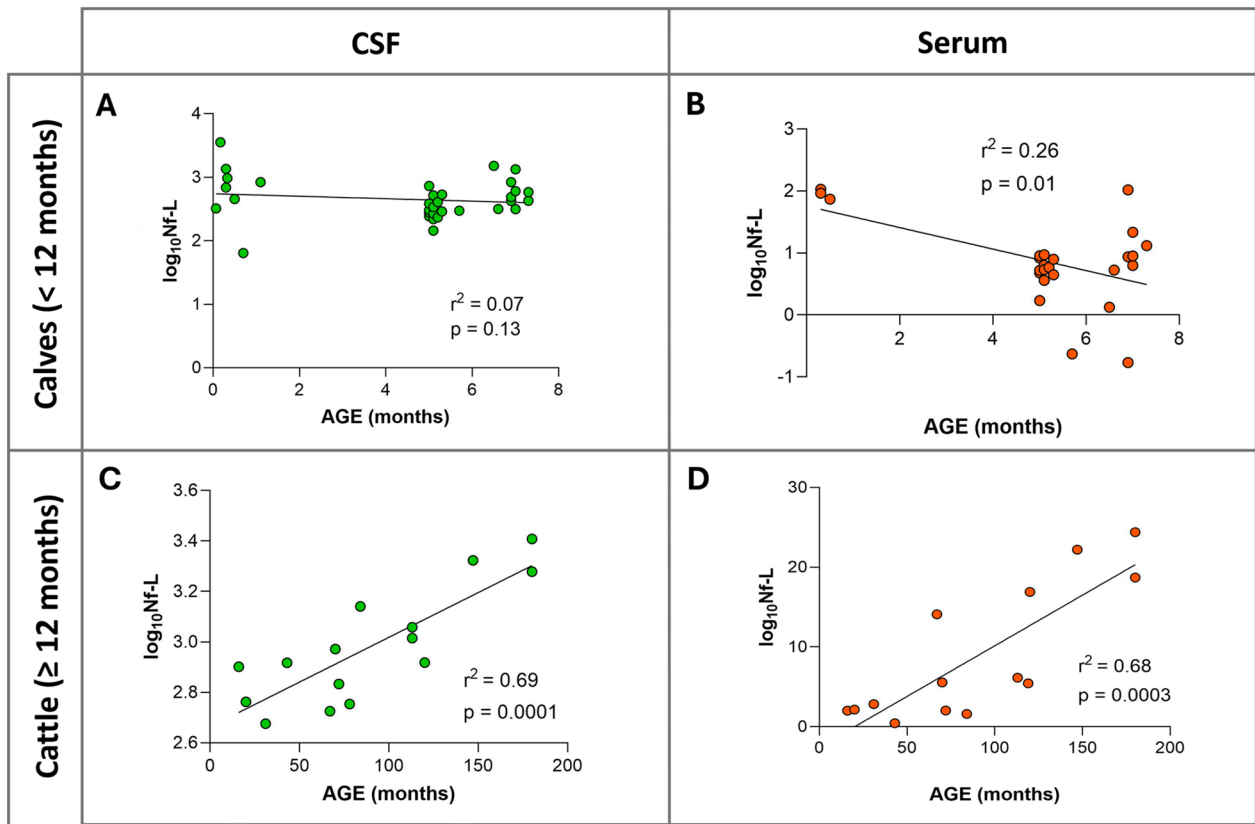 CSF
Serum
Calves (< 12 months)
A
4
3
2
1
0
log10Nf-L
r2 = 0.07
p = 0.13
0 2 4 6 8
AGE (months)
B
3
2
1
0
-1
log10Nf-L
r2 = 0.26
p = 0.01
2 4 6 8
AGE (months)
Cattle (≥ 12 months)
C
3.6
3.4
3.2
3.0
2.8
2.6
log10Nf-L
r2 = 0.69
p = 0.0001
0 50 100 150 200
AGE (months)
D
30
20
10
0
log10Nf-L
r2 = 0.68
p = 0.0003
0 50 100 150 200
AGE (months)